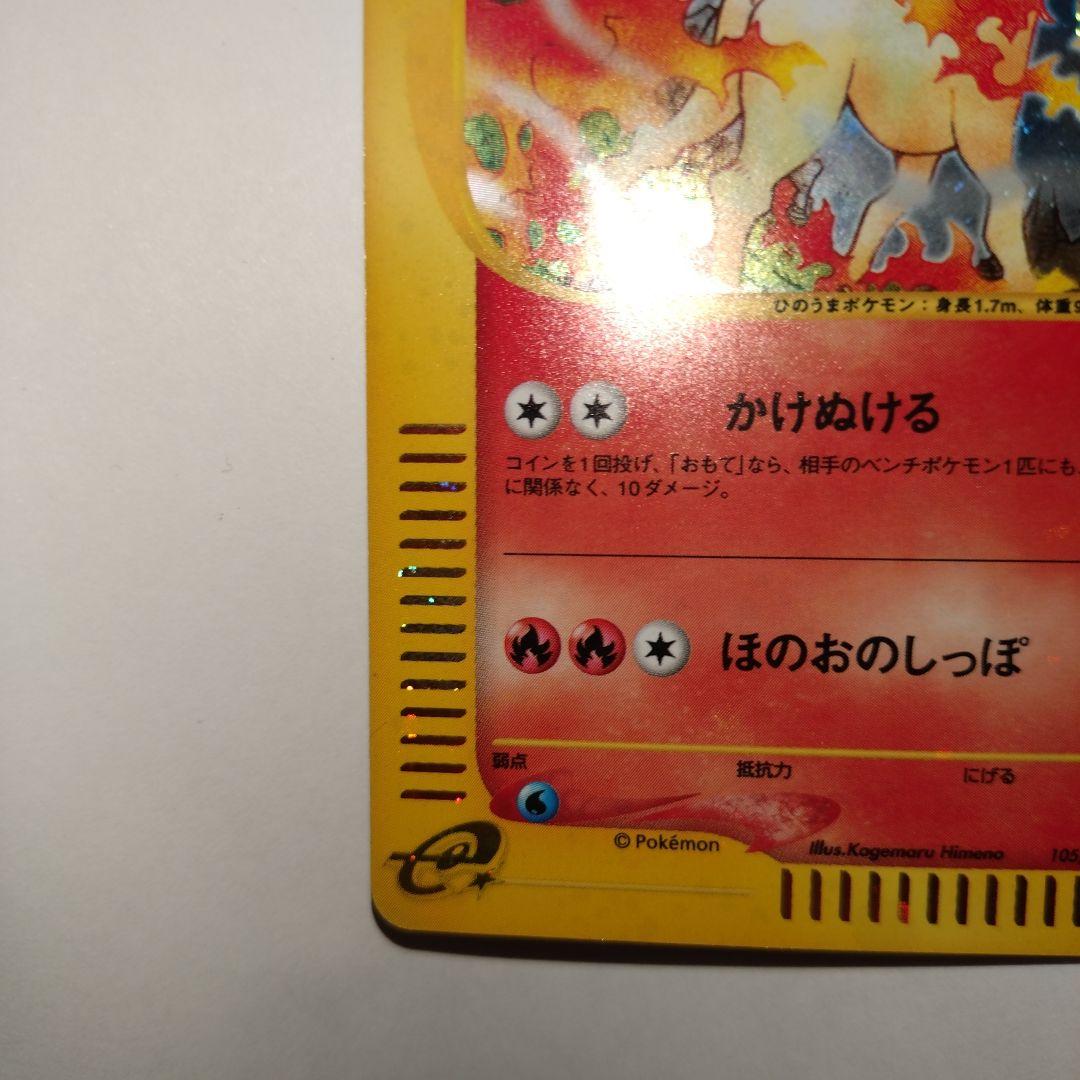 ひのうまポケモン：身長1.7m、体重9
かけぬける
コインを1回投げ、「おもて」なら、相手のベンチポケモン1匹にも、
に関係なく、10ダメージ。
ほのおのしっぽ
弱点 抵抗力 にげる
© Pokémon Illus.Kagemaru Himeno 105
e